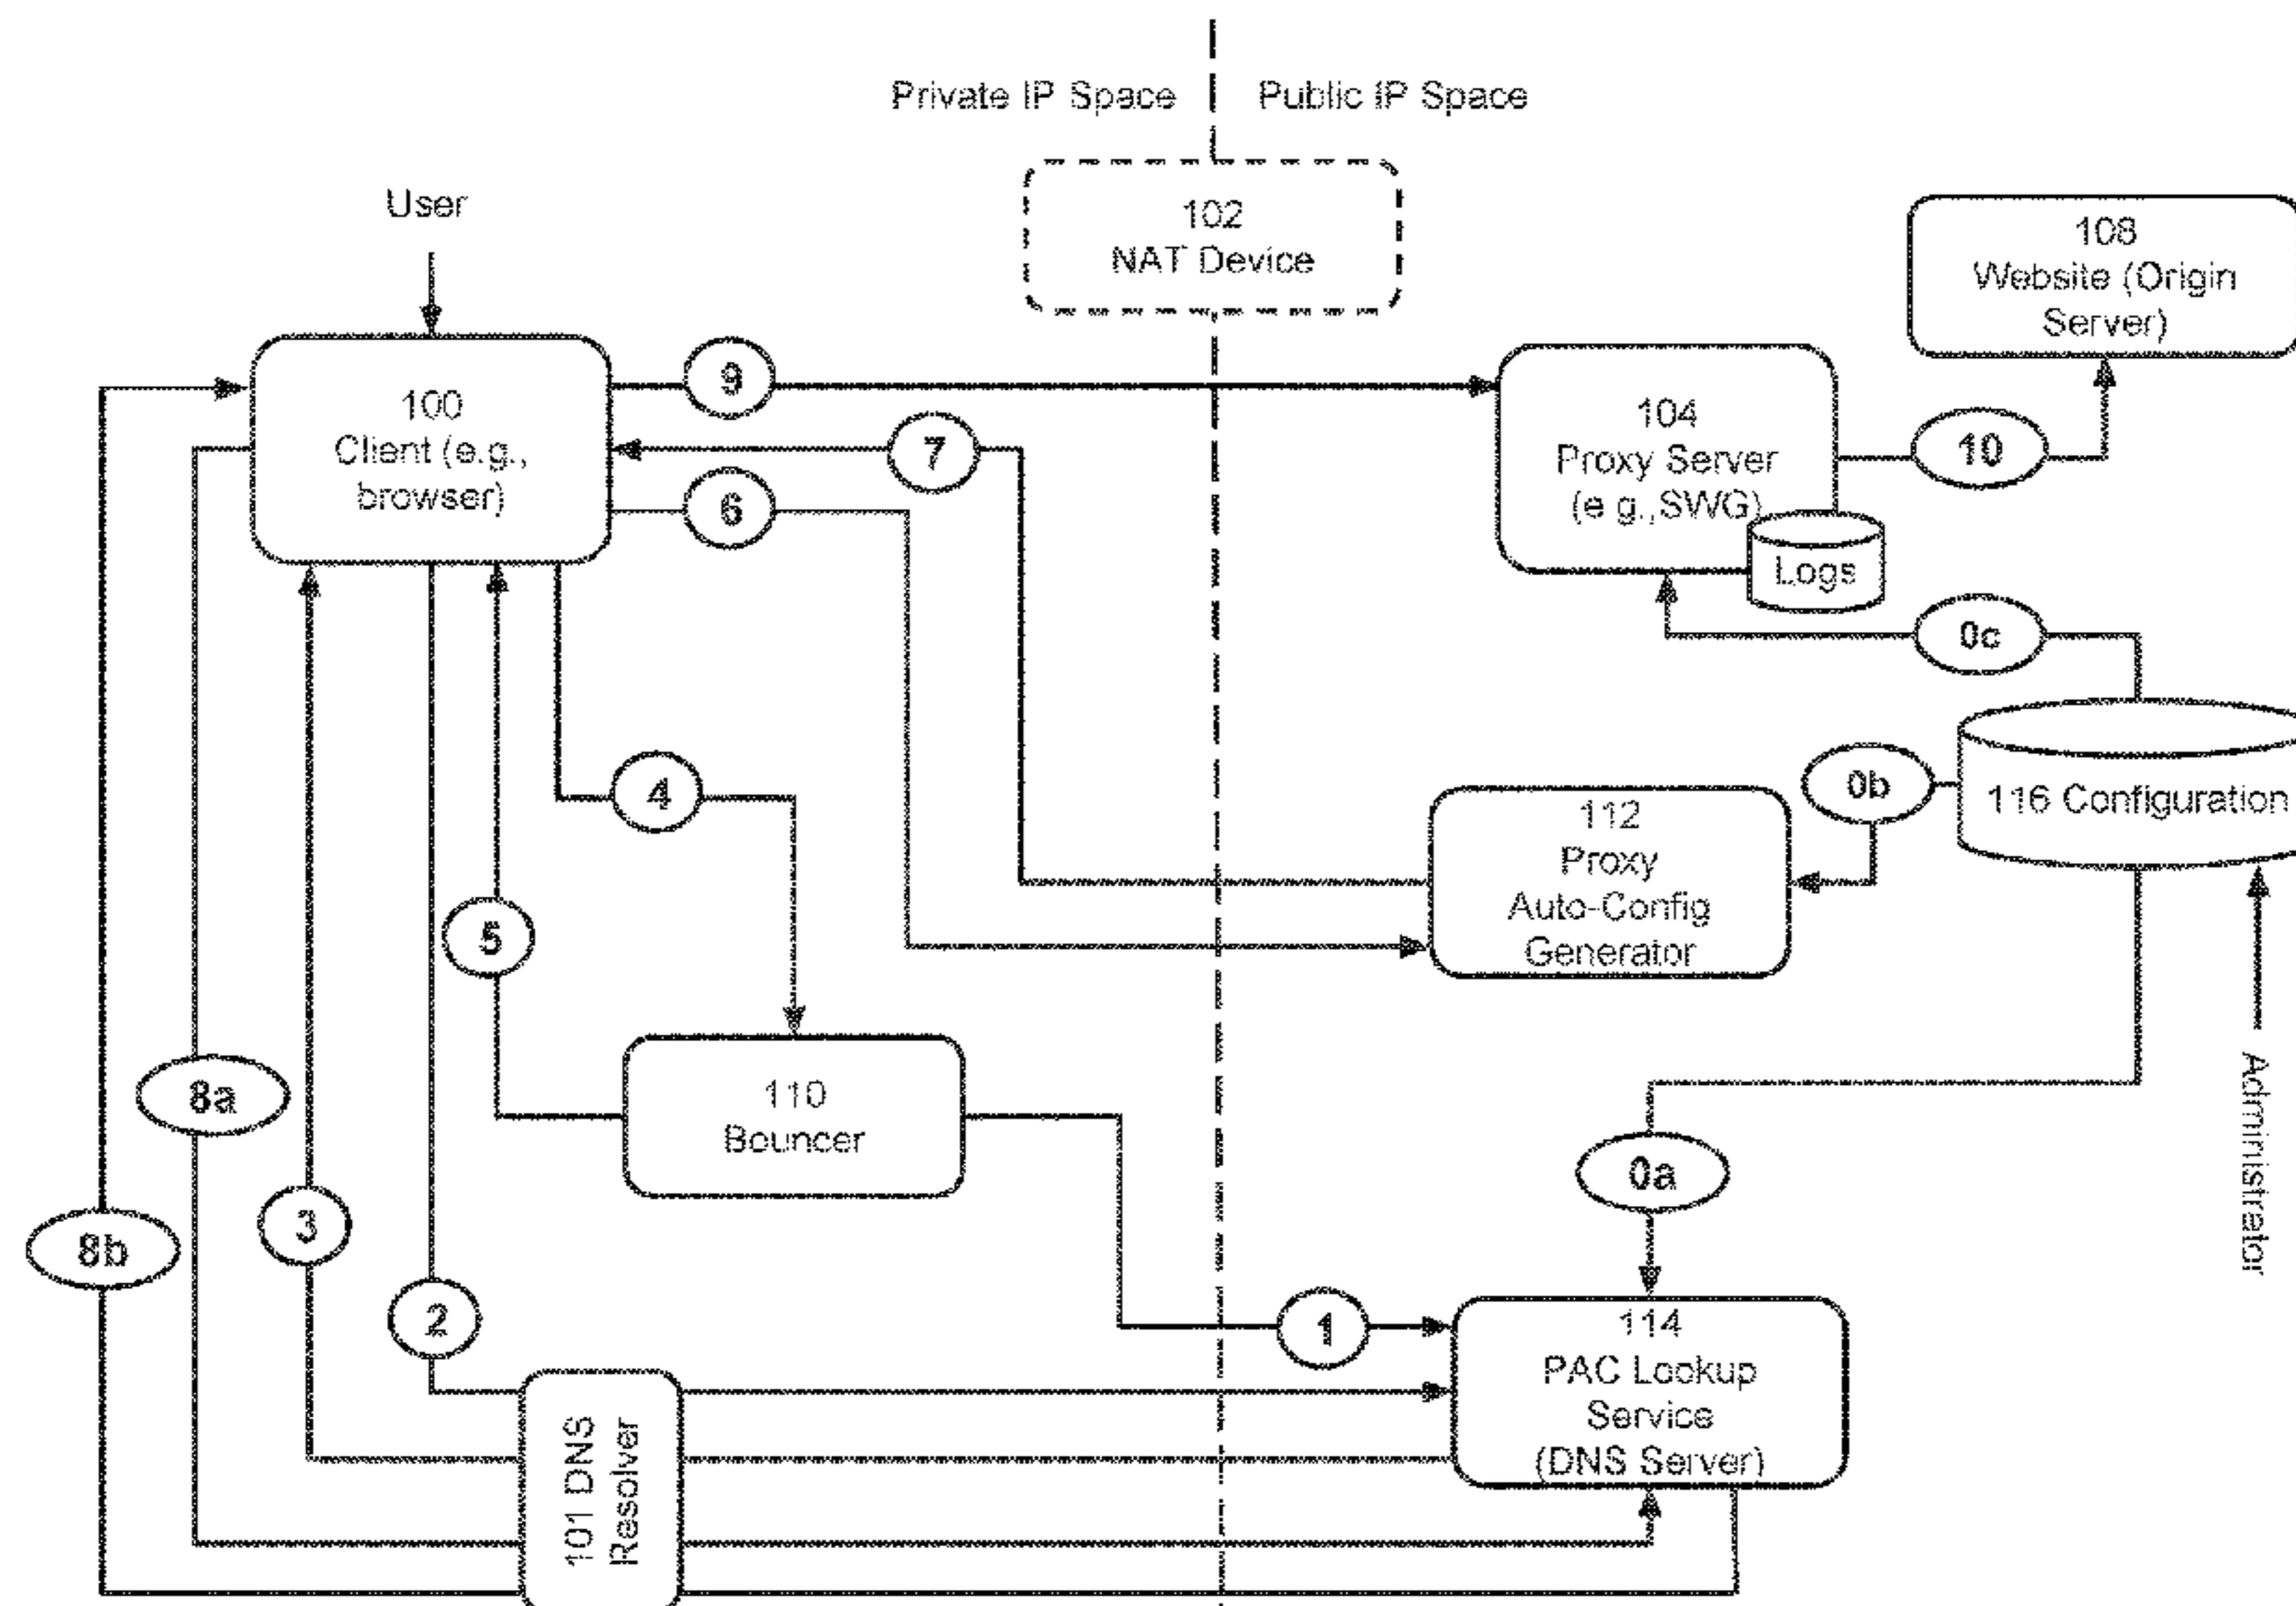 Private IP Space
Public IP Space
User
102
NAT Device
108
Website (Origin
Server)
9
100
Client (e.g.,
browser)
7
104
Proxy Server
(e.g.,SWG)
10
6
Logs
0c
4
0b
116 Configuration
112
Proxy
Auto-Config
Generator
5
8a
110
Bouncer
Administrator
0a
3
8b
2
1
114
PAC Lookup
Service
(DNS Server)
101 DNS
Resolver